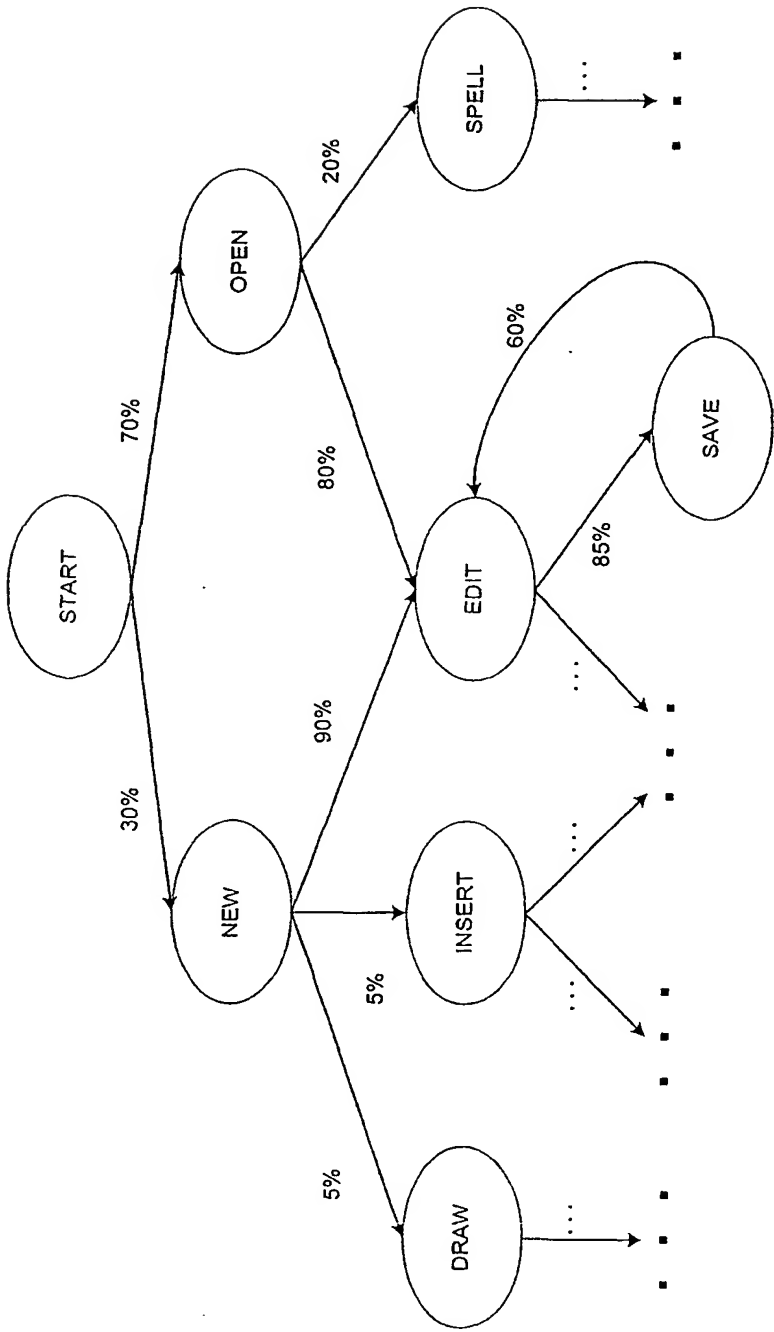 START
30%
70%
NEW
OPEN
5%
5%
90%
80%
20%
DRAW
INSERT
EDIT
SPELL
60%
...
...
...
...
85%
...
SAVE